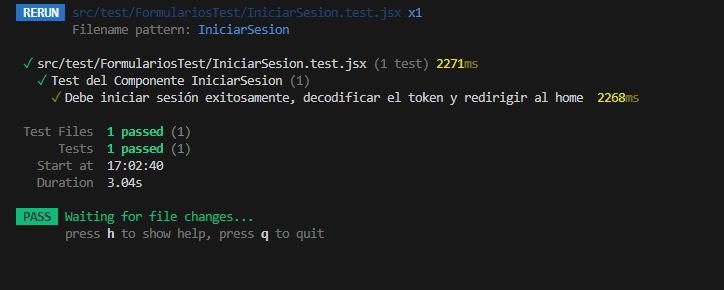 RERUN src/test/FormulariosTest/IniciarSesion.test.jsx x1
Filename pattern: IniciarSesion
✓ src/test/FormulariosTest/IniciarSesion.test.jsx (1 test) 2271ms
✓ Test del Componente IniciarSesion (1)
✓ Debe iniciar sesión exitosamente, decodificar el token y redirigir al home 2268ms
Test Files 1 passed (1)
Tests 1 passed (1)
Start at 17:02:40
Duration 3.04s
PASS Waiting for file changes...
press h to show help, press q to quit